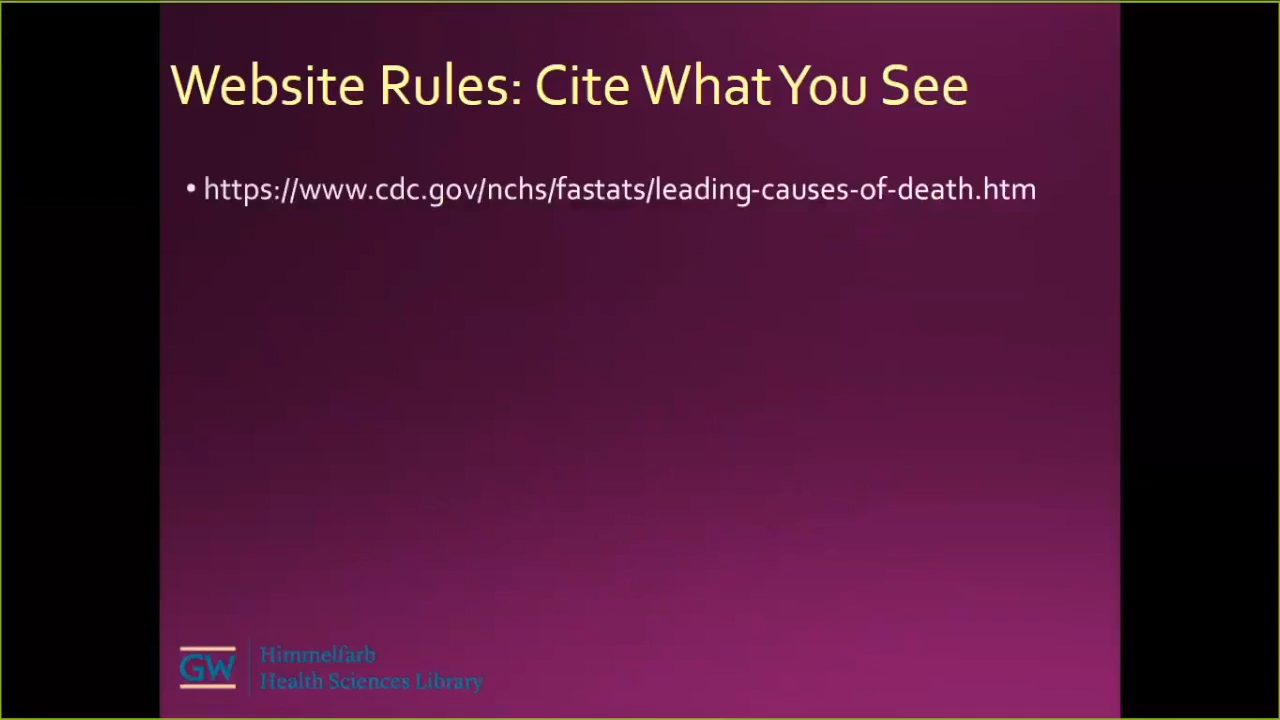 Website Rules: Cite What You See
• https://www.cdc.gov/nchs/fastats/leading-causes-of-death.htm
GW
Himmelfarb
Health Sciences Library